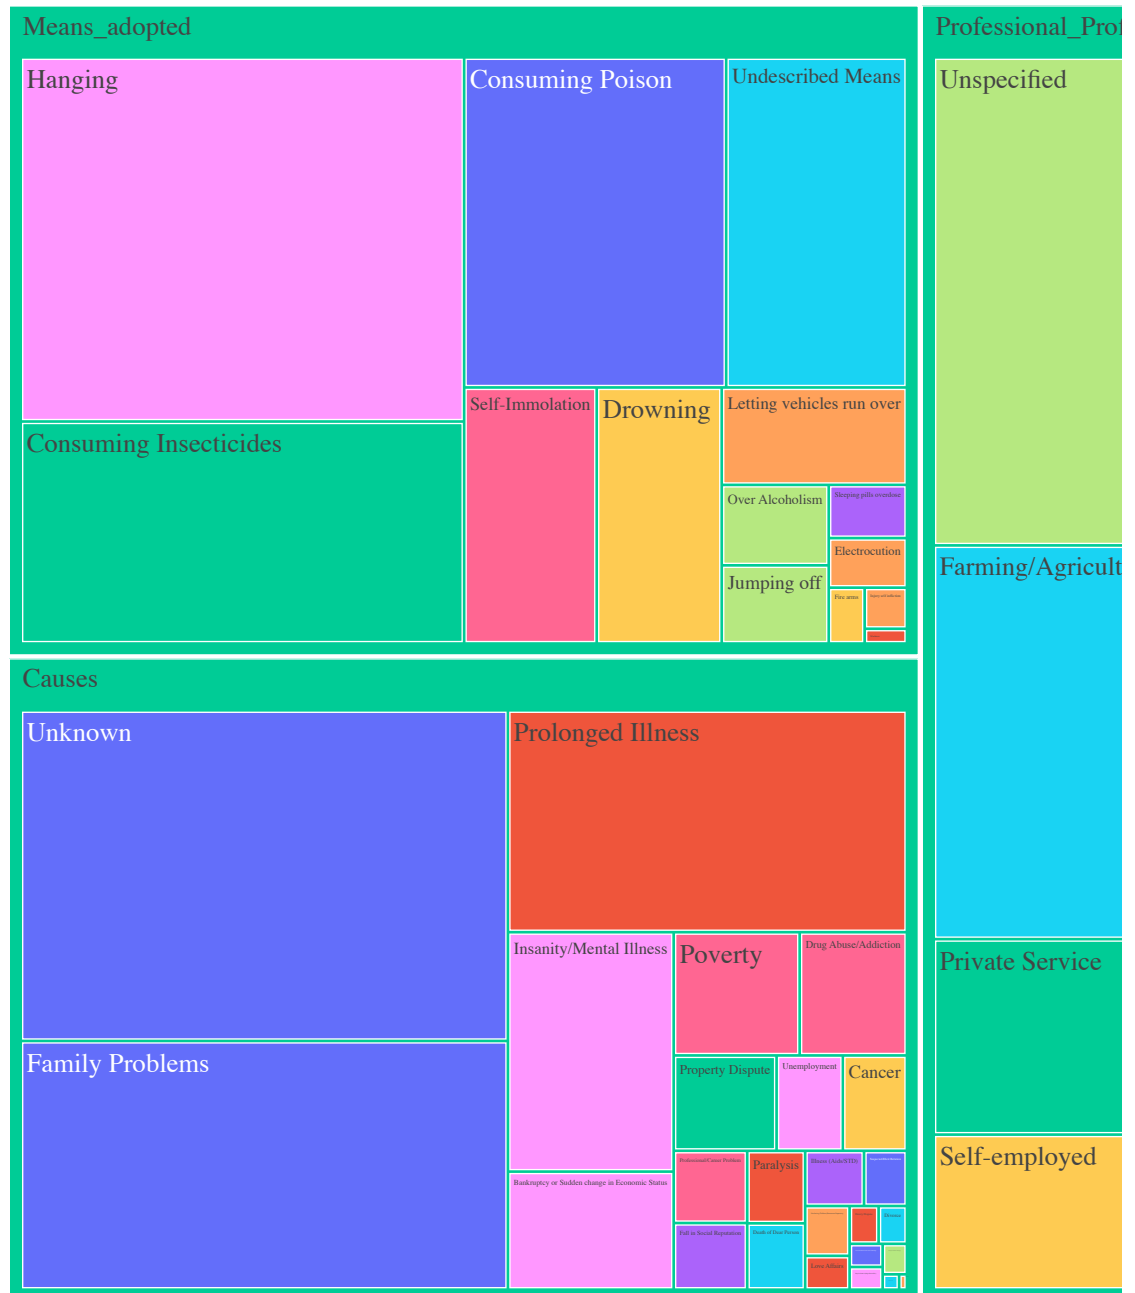 Means_adopted
Hanging
Consuming Poison
Undescribed Means
Consuming Insecticides
Self-Immolation
Drowning
Letting vehicles run over
Over Alcoholism
Sleeping pills overdose
Electrocution
Jumping off
Fire arms
Causes
Unknown
Prolonged Illness
Family Problems
Insanity/Mental Illness
Poverty
Drug Abuse/Addiction
Property Dispute
Unemployment
Cancer
Bankruptcy or Sudden change in Economic Status
Professional/Career Problem
Paralysis
Illness (Aids/STD)
Fall in Social Reputation
Death of Dear Person
Divorce
Love Affairs
Professional_Prof
Unspecified
Farming/Agricult
Private Service
Self-employed